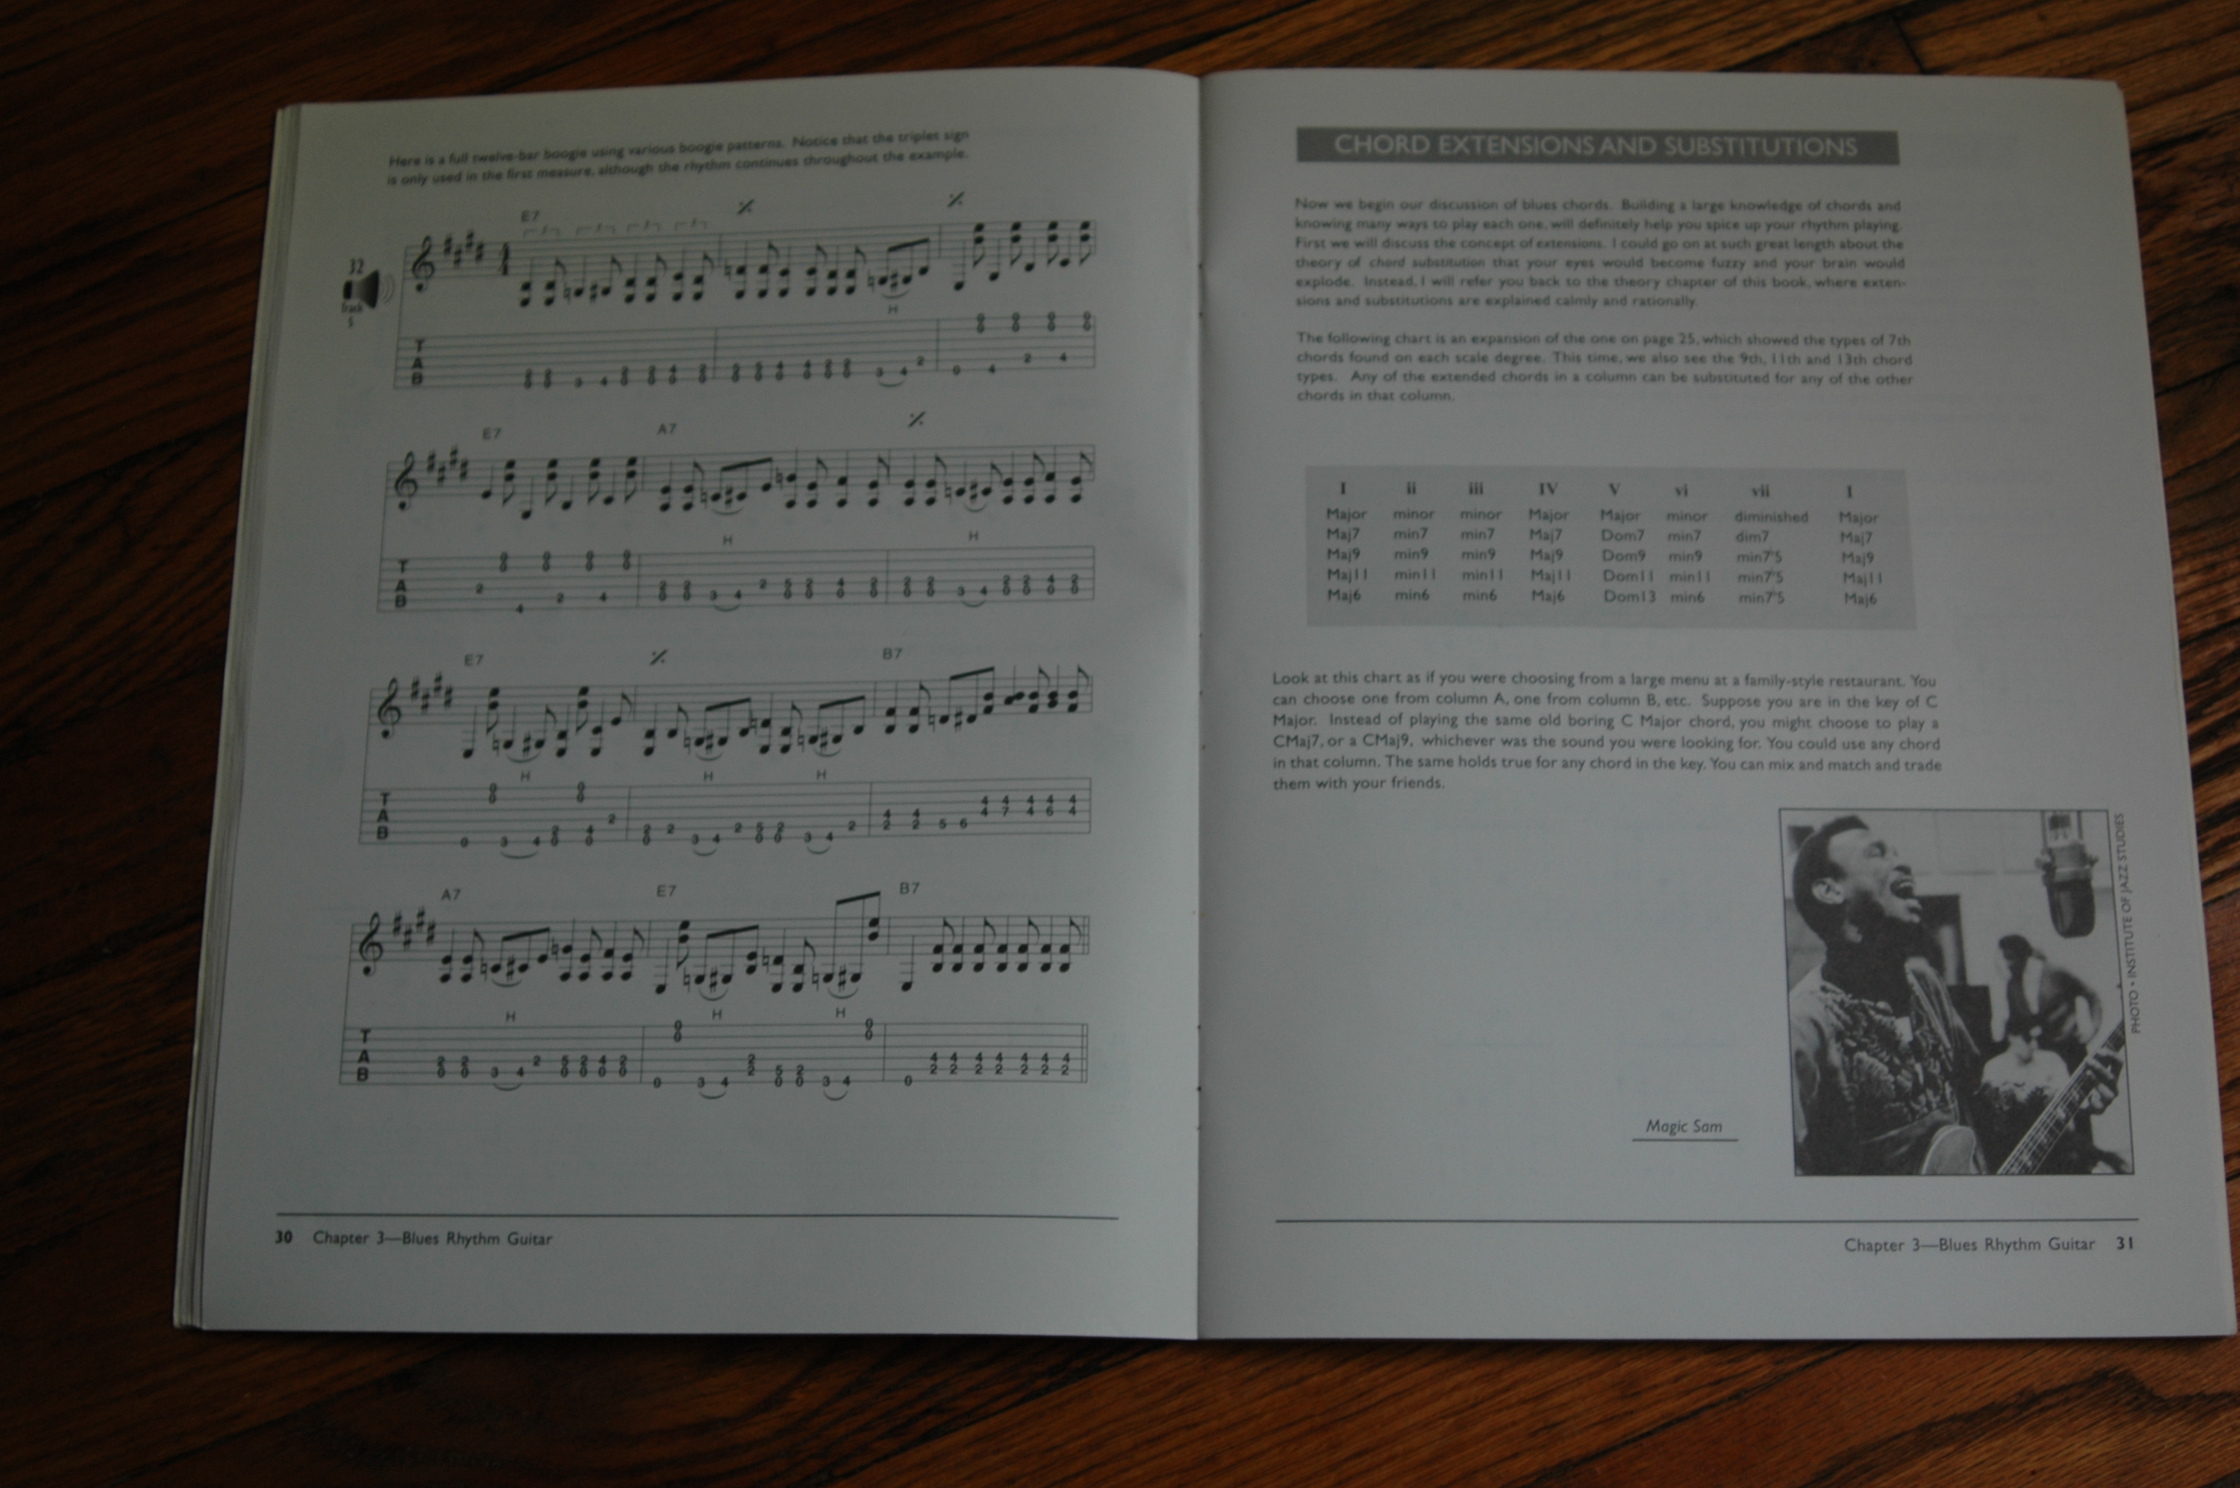 Here is a full twelve-bar boogie using various boogie patterns. Notice that the triplet sign
is only used in the first measure, although the rhythm continues throughout the example.
E7
32
Track
5
H
T
A
B
E7 A7
H H
T
A
B
E7 B7
H H H
T
A
B
A7 E7 B7
H H H
T
A
B
30 Chapter 3—Blues Rhythm Guitar
CHORD EXTENSIONS AND SUBSTITUTIONS
Now we begin our discussion of blues chords. Building a large knowledge of chords and
knowing many ways to play each one, will definitely help you spice up your rhythm playing.
First we will discuss the concept of extensions. I could go on at such great length about the
theory of chord substitution that your eyes would become fuzzy and your brain would
explode. Instead, I will refer you back to the theory chapter of this book, where exten-
sions and substitutions are explained calmly and rationally.
The following chart is an expansion of the one on page 25, which showed the types of 7th
chords found on each scale degree. This time, we also see the 9th, 11th and 13th chord
types. Any of the extended chords in a column can be substituted for any of the other
chords in that column.
I ii iii IV V vi vii I
Major minor minor Major Major minor diminished Major
Maj7 min7 min7 Maj7 Dom7 min7 dim7 Maj7
Maj9 min9 min9 Maj9 Dom9 min9 min7♭5 Maj9
Maj11 min11 min11 Maj11 Dom11 min11 min7♭5 Maj11
Maj6 min6 min6 Maj6 Dom13 min6 min7♭5 Maj6
Look at this chart as if you were choosing from a large menu at a family-style restaurant. You
can choose one from column A, one from column B, etc. Suppose you are in the key of C
Major. Instead of playing the same old boring C Major chord, you might choose to play a
CMaj7, or a CMaj9, whichever was the sound you were looking for. You could use any chord
in that column. The same holds true for any chord in the key. You can mix and match and trade
them with your friends.
PHOTO • INSTITUTE OF JAZZ STUDIES
Magic Sam
Chapter 3—Blues Rhythm Guitar 31